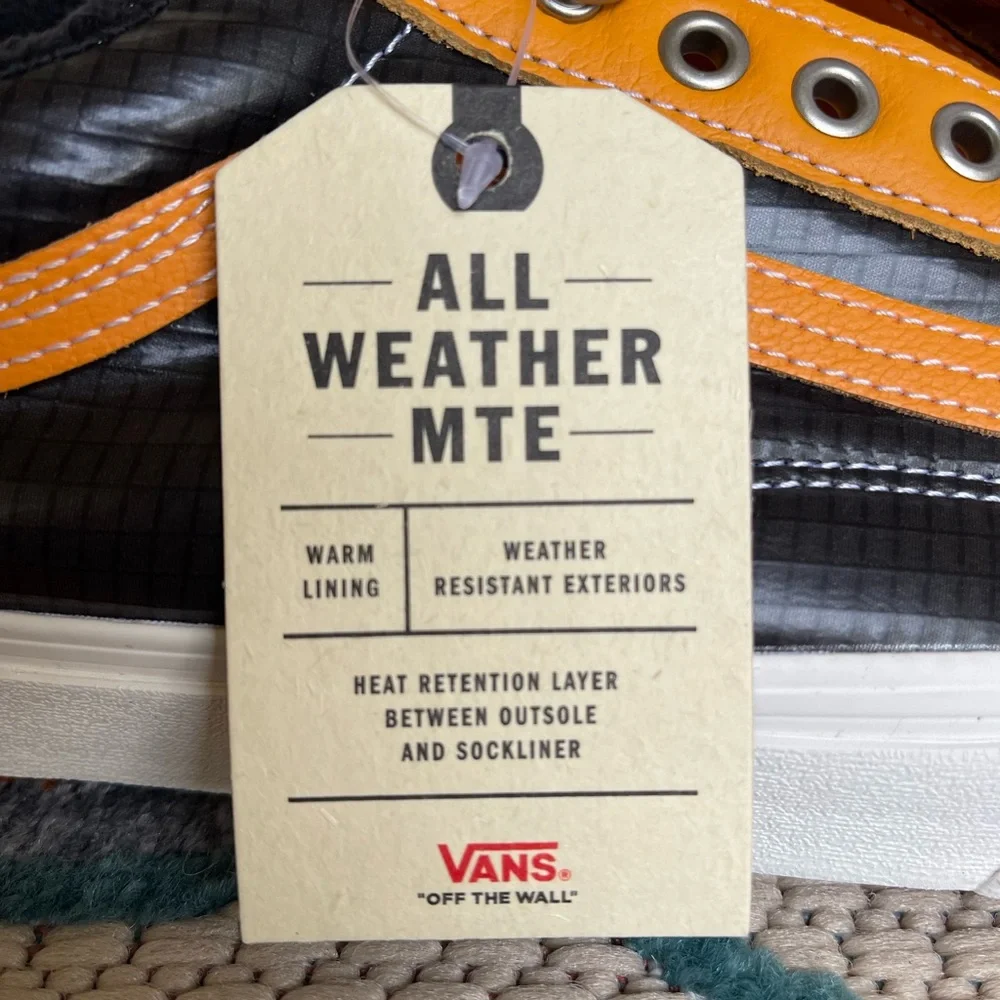 ALL
WEATHER
MTE
WARM
LINING
WEATHER
RESISTANT EXTERIORS
HEAT RETENTION LAYER
BETWEEN OUTSOLE
AND SOCKLINER
VANS®
"OFF THE WALL"